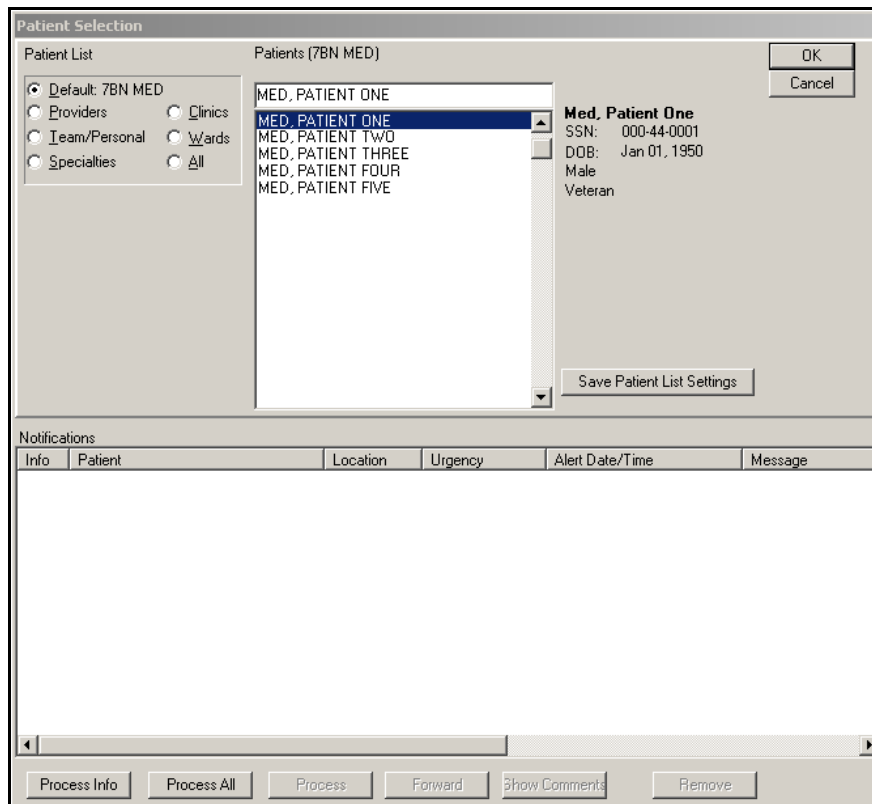 Patient Selection
Patient List
Default: 7BN MED
Providers
Clinics
Team/Personal
Wards
Specialties
All
Patients (7BN MED)
MED, PATIENT ONE
MED, PATIENT ONE
MED, PATIENT TWO
MED, PATIENT THREE
MED, PATIENT FOUR
MED, PATIENT FIVE
OK
Cancel
Med, Patient One
SSN: 000-44-0001
DOB: Jan 01, 1950
Male
Veteran
Save Patient List Settings
Notifications
Info Patient Location Urgency Alert Date/Time Message
Process Info Process All Process Forward Show Comments Remove